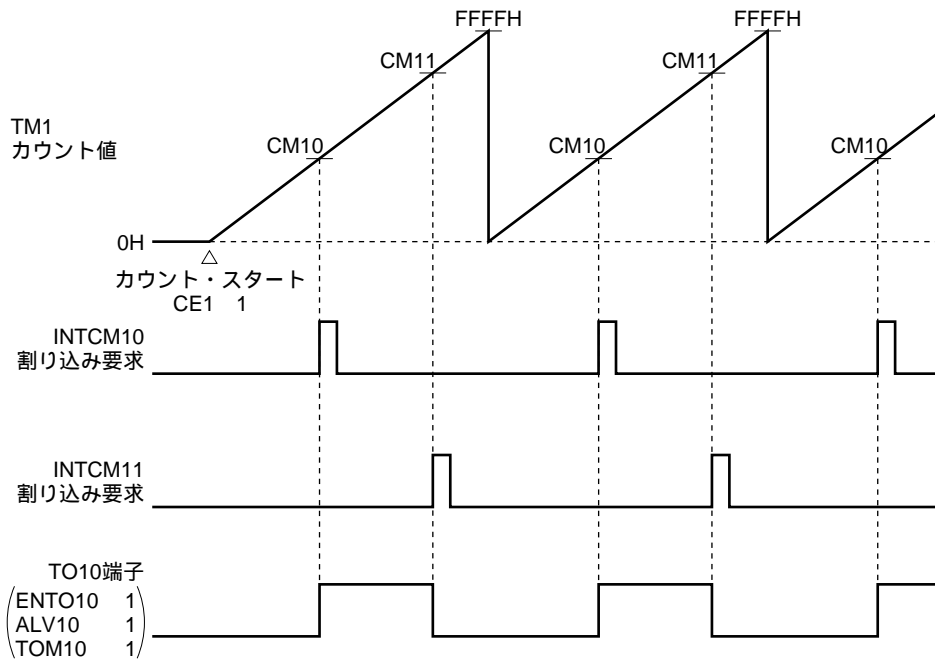 FFFFH FFFFH
CM11 CM11
TM1
カウント値
CM10 CM10 CM10
0H
カウント・スタート
CE1 1
INTCM10
割り込み要求
INTCM11
割り込み要求
TO10端子
ENTO10 1
ALV10 1
TOM10 1